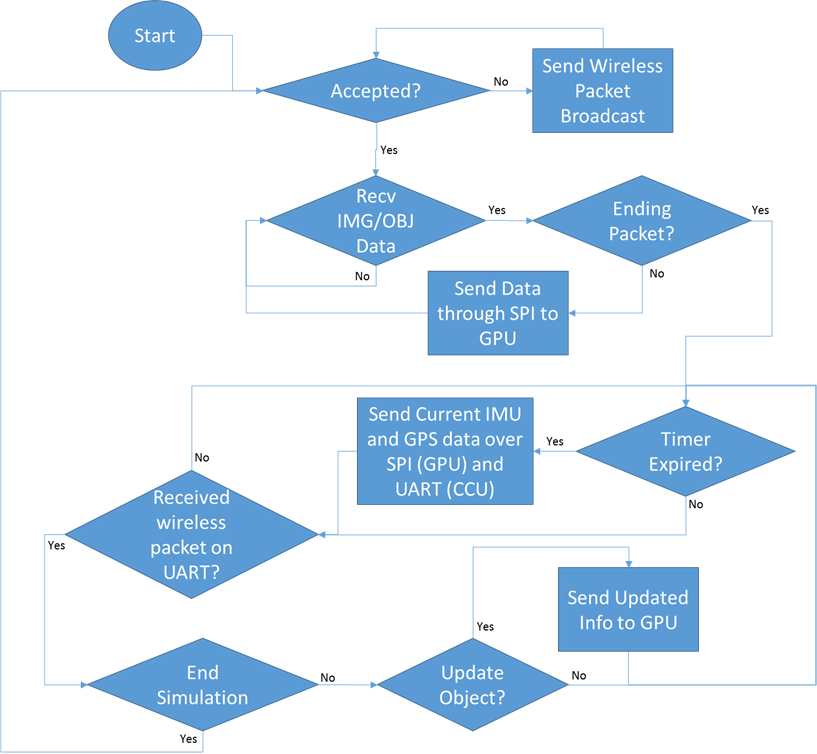 Start
Accepted?
No
Send Wireless
Packet
Broadcast
Yes
Recv
IMG/OBJ
Data
Yes
Ending
Packet?
Yes
No
No
Send Data
through SPI to
GPU
Send Current IMU
and GPS data over
SPI (GPU) and
UART (CCU)
Yes
Timer
Expired?
No
No
Received
wireless
packet on
UART?
Yes
Yes
Send Updated
Info to GPU
End
Simulation
No
Update
Object?
No
Yes